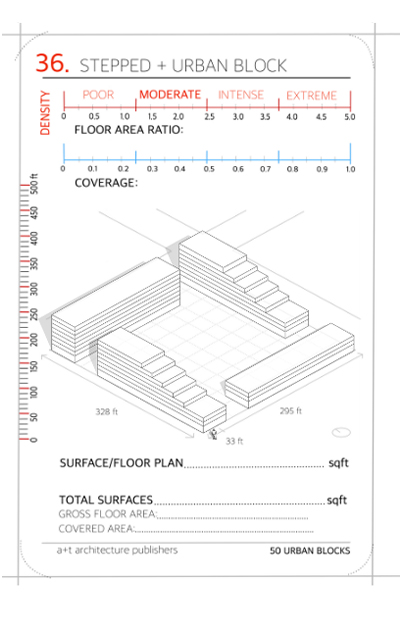 36. STEPPED + URBAN BLOCK
DENSITY
POOR MODERATE INTENSE EXTREME
0 0.5 1.0 1.5 2.0 2.5 3.0 3.5 4.0 4.5 5.0
FLOOR AREA RATIO:
0 0.1 0.2 0.3 0.4 0.5 0.6 0.7 0.8 0.9 1.0
COVERAGE:
0 50 100 150 200 250 300 350 400 450 500 ft
328 ft
295 ft
33 ft
SURFACE/FLOOR PLAN sqft
TOTAL SURFACES sqft
GROSS FLOOR AREA:
COVERED AREA:
a+t architecture publishers
50 URBAN BLOCKS